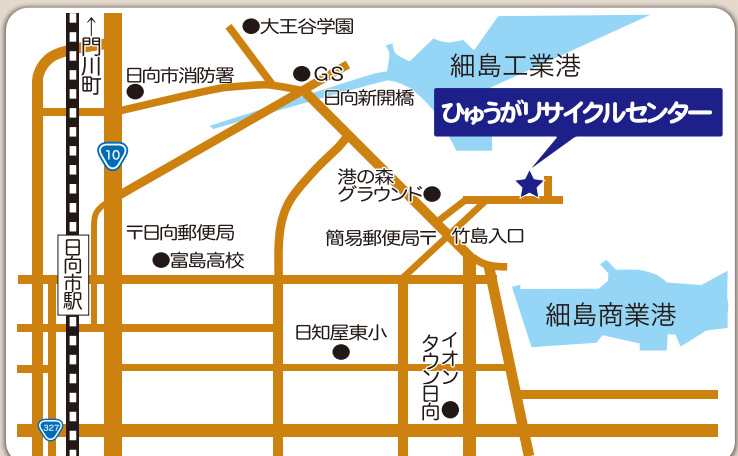 大王谷学園
↑門川町
日向市消防署
GS
細島工業港
日向新開橋
ひゅうがリサイクルセンター
10
港の森
グラウンド
〒日向郵便局
簡易郵便局〒
竹島入口
富島高校
日向市駅
細島商業港
日知屋東小
イオン
タウン日向
327